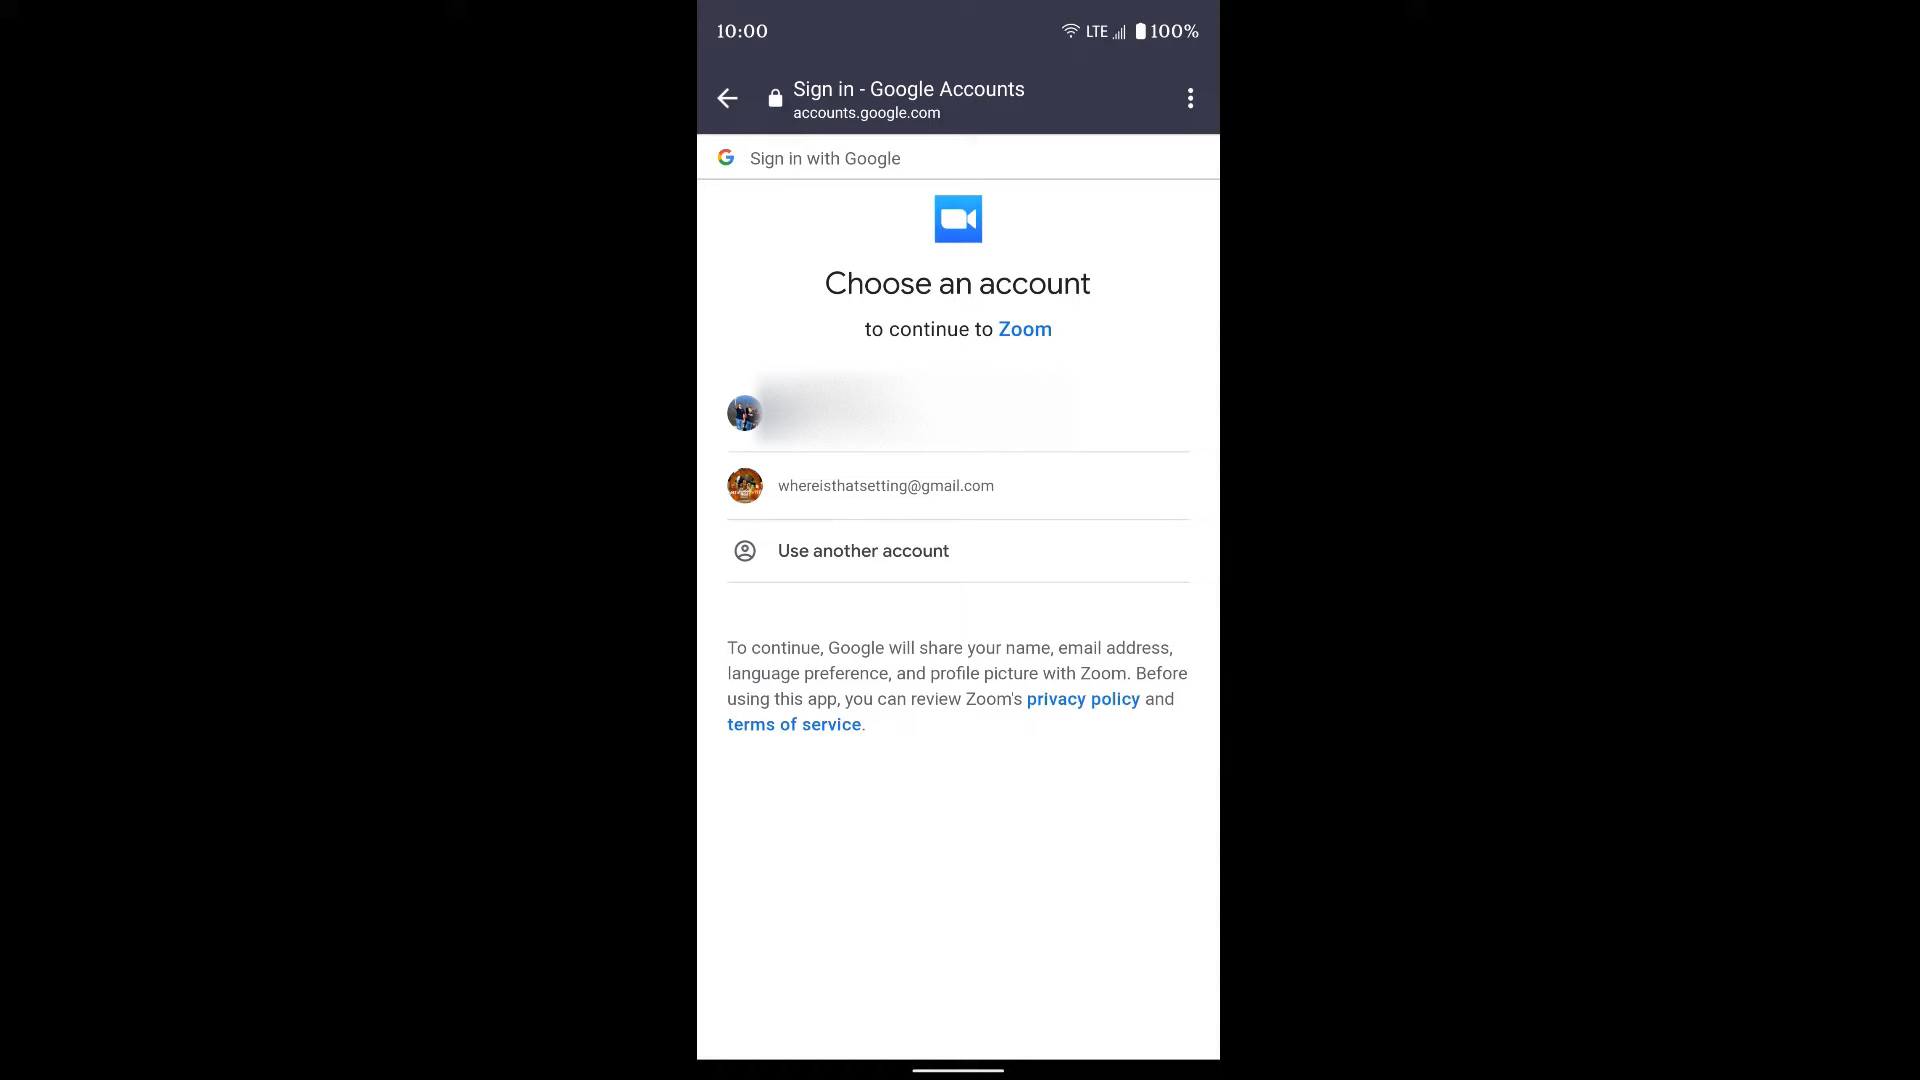 10:00 LTE 100%
Sign in - Google Accounts
accounts.google.com
Sign in with Google
Choose an account
to continue to Zoom
whereisthatsetting@gmail.com
Use another account
To continue, Google will share your name, email address,
language preference, and profile picture with Zoom. Before
using this app, you can review Zoom's privacy policy and
terms of service.